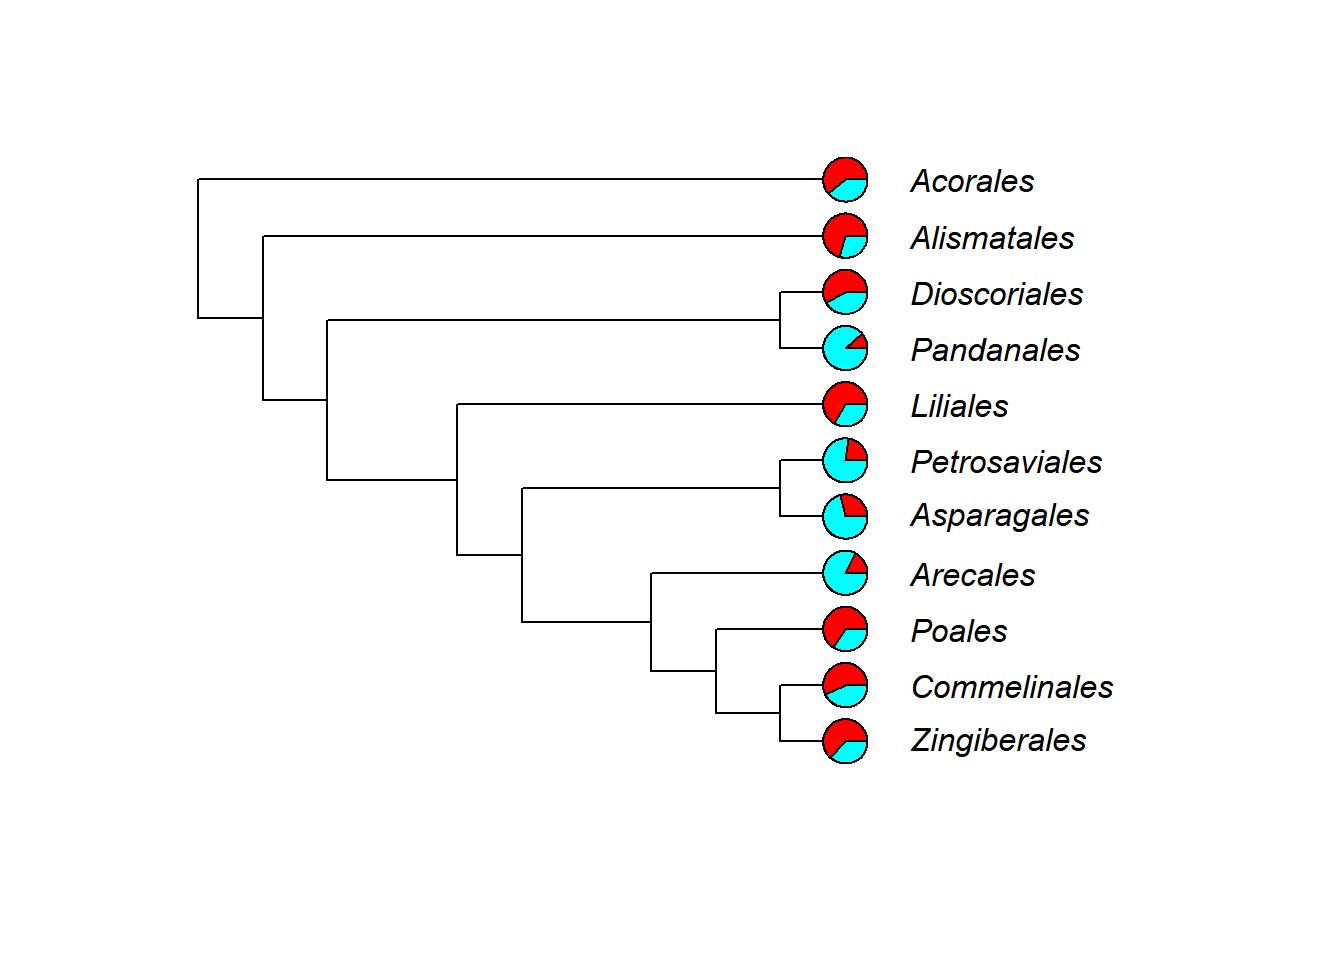 Acorales
Alismatales
Dioscoriales
Pandanales
Liliales
Petrosaviales
Asparagales
Arecales
Poales
Commelinales
Zingiberales